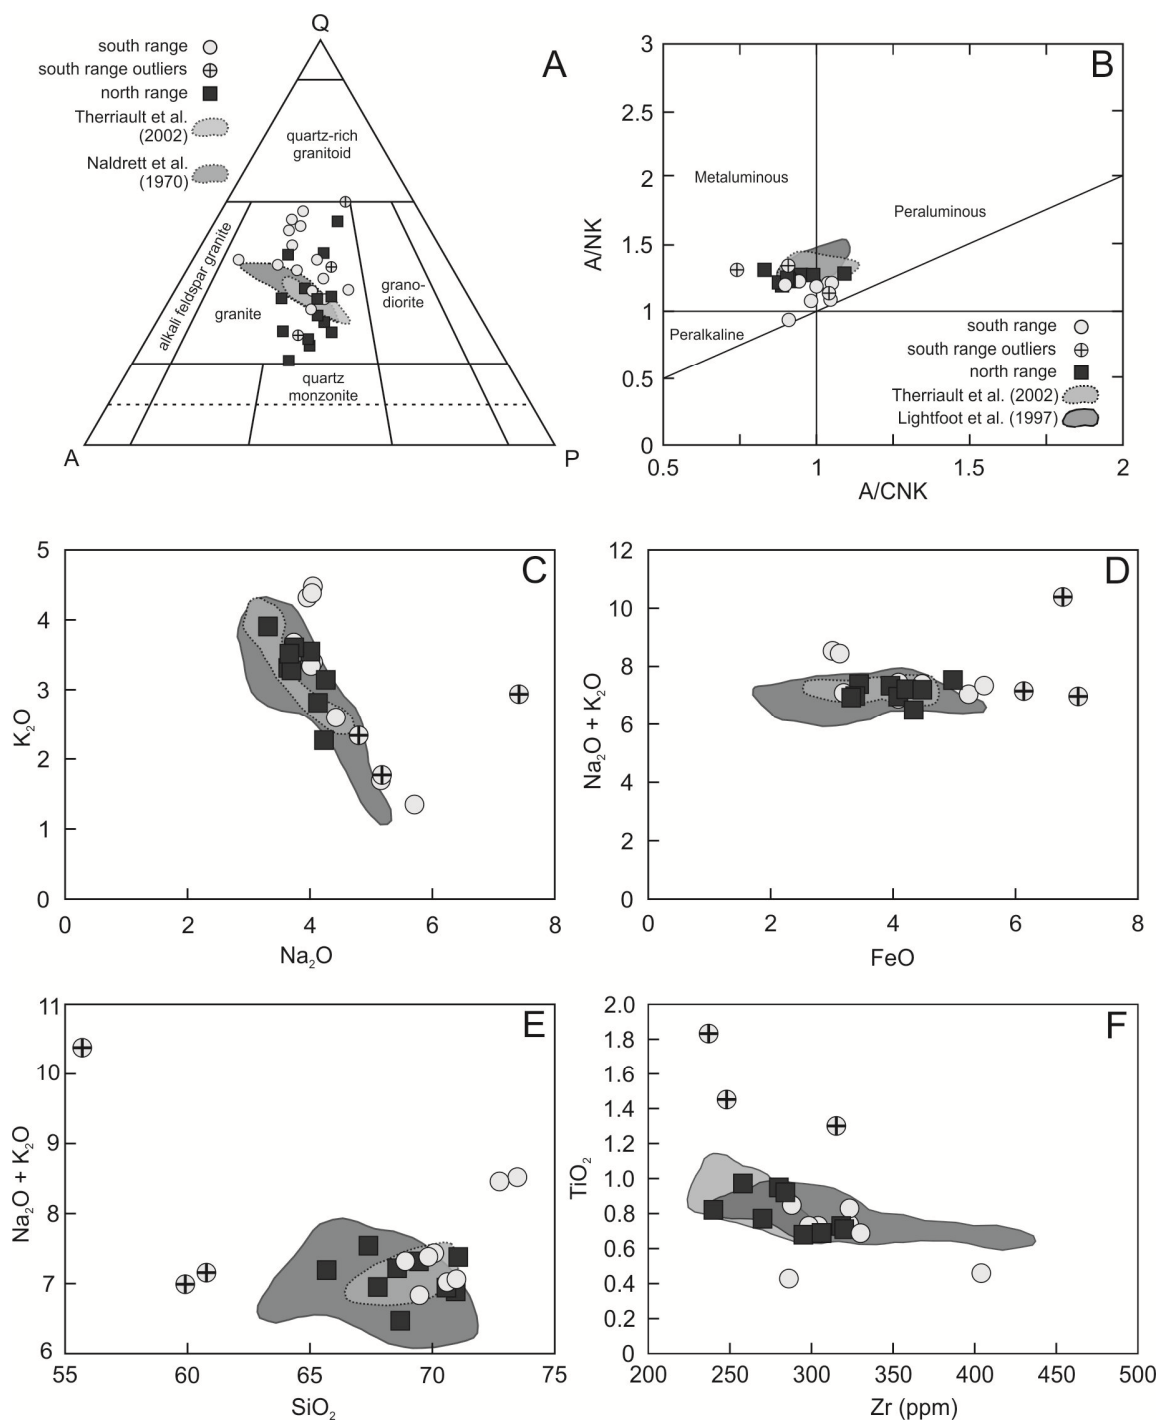 Q
A
south range
south range outliers
north range
Therriault et al.
(2002)
Naldrett et al.
(1970)
quartz-rich
granitoid
alkali feldspar granite
granite
grano-
diorite
quartz
monzonite
A
P
B
3
2.5
2
1.5
1
0.5
0
A/NK
Metaluminous
Peraluminous
Peralkaline
south range
south range outliers
north range
Therriault et al. (2002)
Lightfoot et al. (1997)
0.5
1
1.5
2
A/CNK
C
5
4
3
2
1
0
K₂O
0
2
4
6
8
Na₂O
D
12
10
8
6
4
2
0
Na₂O + K₂O
0
2
4
6
8
FeO
E
11
10
9
8
7
6
Na₂O + K₂O
55
60
65
70
75
SiO₂
F
2.0
1.8
1.6
1.4
1.2
1.0
0.8
0.6
0.4
0.2
0
TiO₂
200
250
300
350
400
450
500
Zr (ppm)